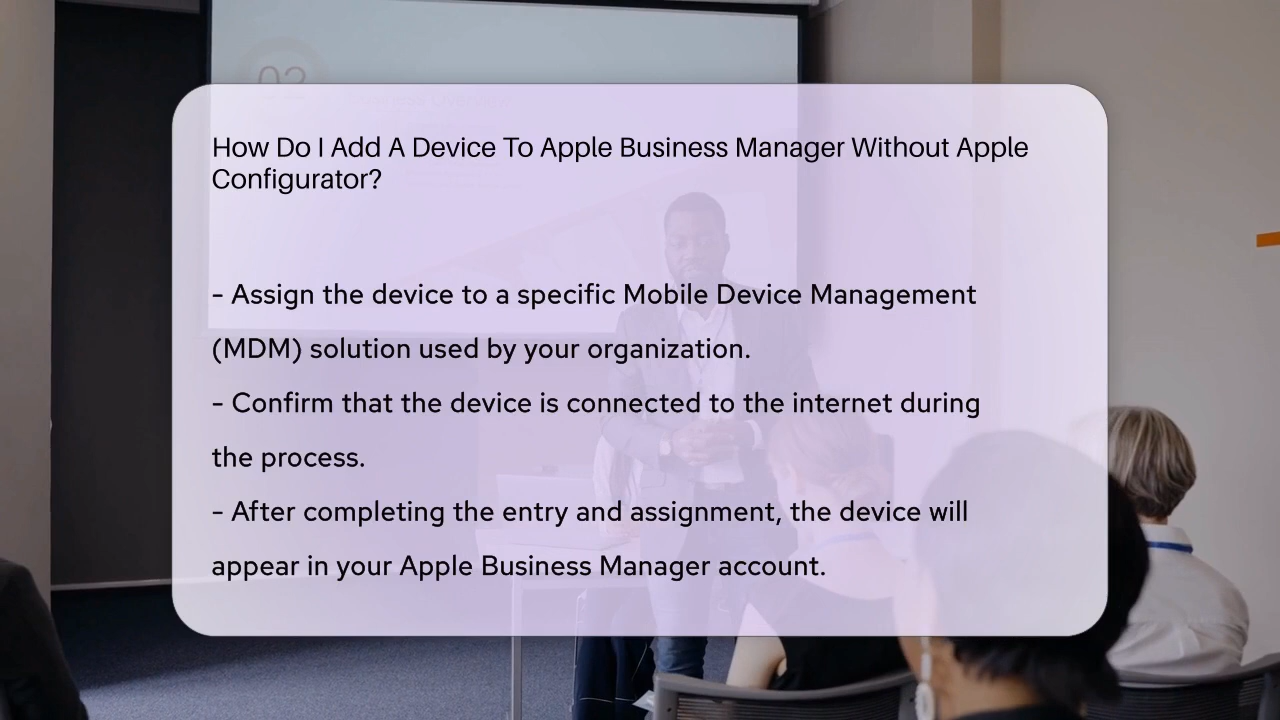 02
How Do I Add A Device To Apple Business Manager Without Apple
Configurator?
– Assign the device to a specific Mobile Device Management
(MDM) solution used by your organization.
– Confirm that the device is connected to the internet during
the process.
– After completing the entry and assignment, the device will
appear in your Apple Business Manager account.